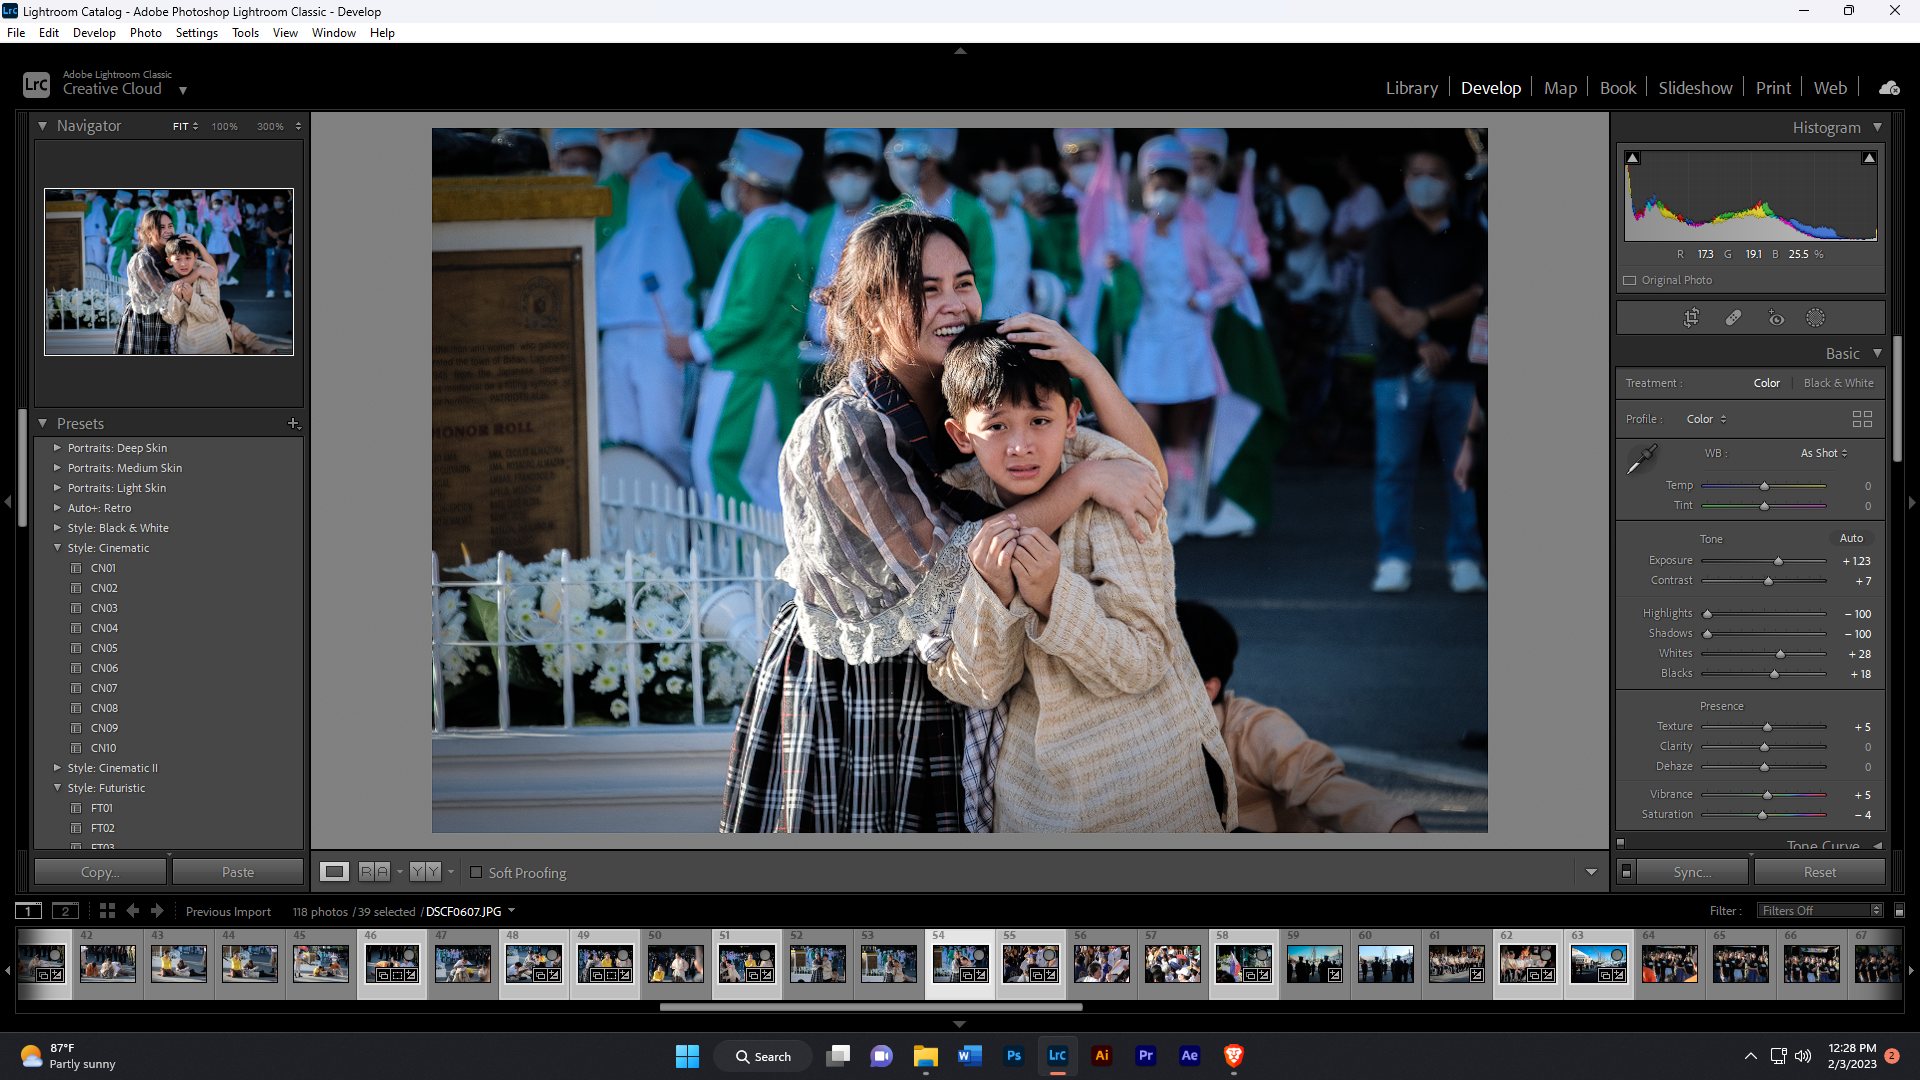 Lightroom Catalog - Adobe Photoshop Lightroom Classic - Develop
File Edit Develop Photo Settings Tools View Window Help
LrC
Adobe Lightroom Classic
Creative Cloud
Library Develop Map Book Slideshow Print Web
Navigator FIT 100% 300%
Histogram
R 17.3 G 19.1 B 25.5 %
Original Photo
Basic
Treatment : Color Black & White
Profile : Color
WB : As Shot
Temp 0
Tint 0
Tone Auto
Exposure + 1.23
Contrast + 7
Highlights – 100
Shadows – 100
Whites + 28
Blacks + 18
Presence
Texture + 5
Clarity 0
Dehaze 0
Vibrance + 5
Saturation – 4
Tone Curve
Sync... Reset
Presets
Portraits: Deep Skin
Portraits: Medium Skin
Portraits: Light Skin
Auto+: Retro
Style: Black & White
Style: Cinematic
CN01
CN02
CN03
CN04
CN05
CN06
CN07
CN08
CN09
CN10
Style: Cinematic II
Style: Futuristic
FT01
FT02
FT03
Copy... Paste
HONOR ROLL
R A Y Y Soft Proofing
1 2 Previous Import 118 photos / 39 selected / DSCF0607.JPG
Filter : Filters Off
42 43 44 45 46 47 48 49 50 51 52 53 54 55 56 57 58 59 60 61 62 63 64 65 66 67
87°F
Partly sunny
Search
W Ps LrC Ai Pr Ae
12:28 PM
2/3/2023
2